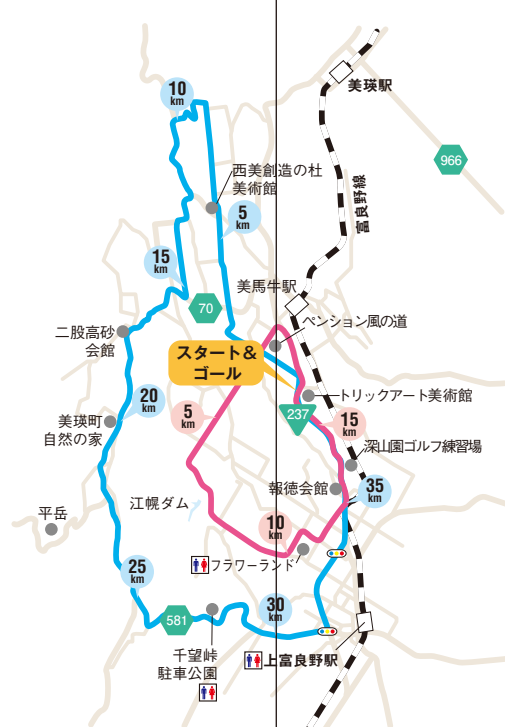 美瑛駅
10
km
966
西美創造の杜
美術館
富良野線
5
km
15
km
美馬牛駅
70
ペンション風の道
二股高砂
会館
スタート&
ゴール
トリックアート美術館
20
km
5
km
237
15
km
美瑛町
自然の家
深山園ゴルフ練習場
報徳会館
35
km
江幌ダム
平岳
10
km
フラワーランド
25
km
30
km
581
千望峠
駐車公園
上富良野駅